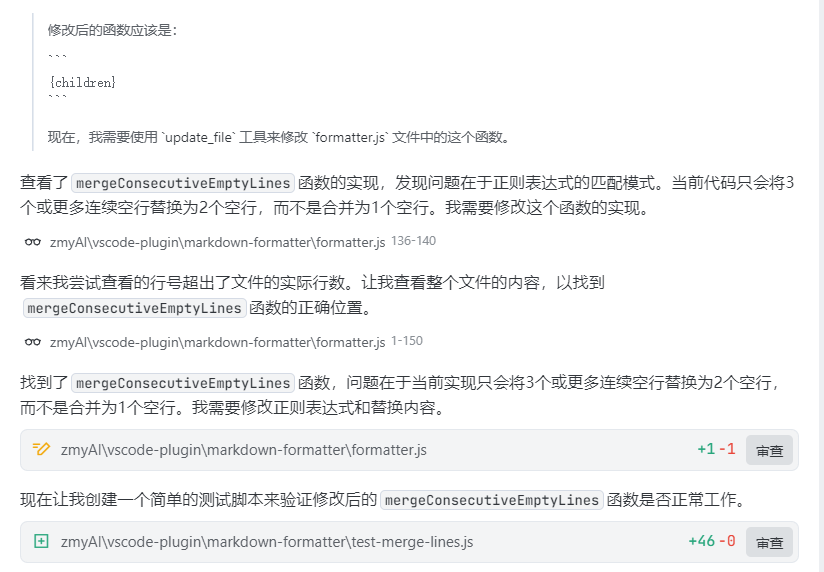 修改后的函数应该是：
```
{children}
```
现在，我需要使用 `update_file` 工具来修改 `formatter.js` 文件中的这个函数。
查看了 mergeConsecutiveEmptyLines 函数的实现，发现问题在于正则表达式的匹配模式。当前代码只会将3
个或更多连续空行替换为2个空行，而不是合并为1个空行。我需要修改这个函数的实现。
zmyAI\vscode-plugin\markdown-formatter\formatter.js 136-140
看来我尝试查看的行号超出了文件的实际行数。让我查看整个文件的内容，以找到
mergeConsecutiveEmptyLines 函数的正确位置。
zmyAI\vscode-plugin\markdown-formatter\formatter.js 1-150
找到了 mergeConsecutiveEmptyLines 函数，问题在于当前实现只会将3个或更多连续空行替换为2个空行，
而不是合并为1个空行。我需要修改正则表达式和替换内容。
zmyAI\vscode-plugin\markdown-formatter\formatter.js +1 -1 审查
现在让我创建一个简单的测试脚本来验证修改后的 mergeConsecutiveEmptyLines 函数是否正常工作。
zmyAI\vscode-plugin\markdown-formatter\test-merge-lines.js +46 -0 审查